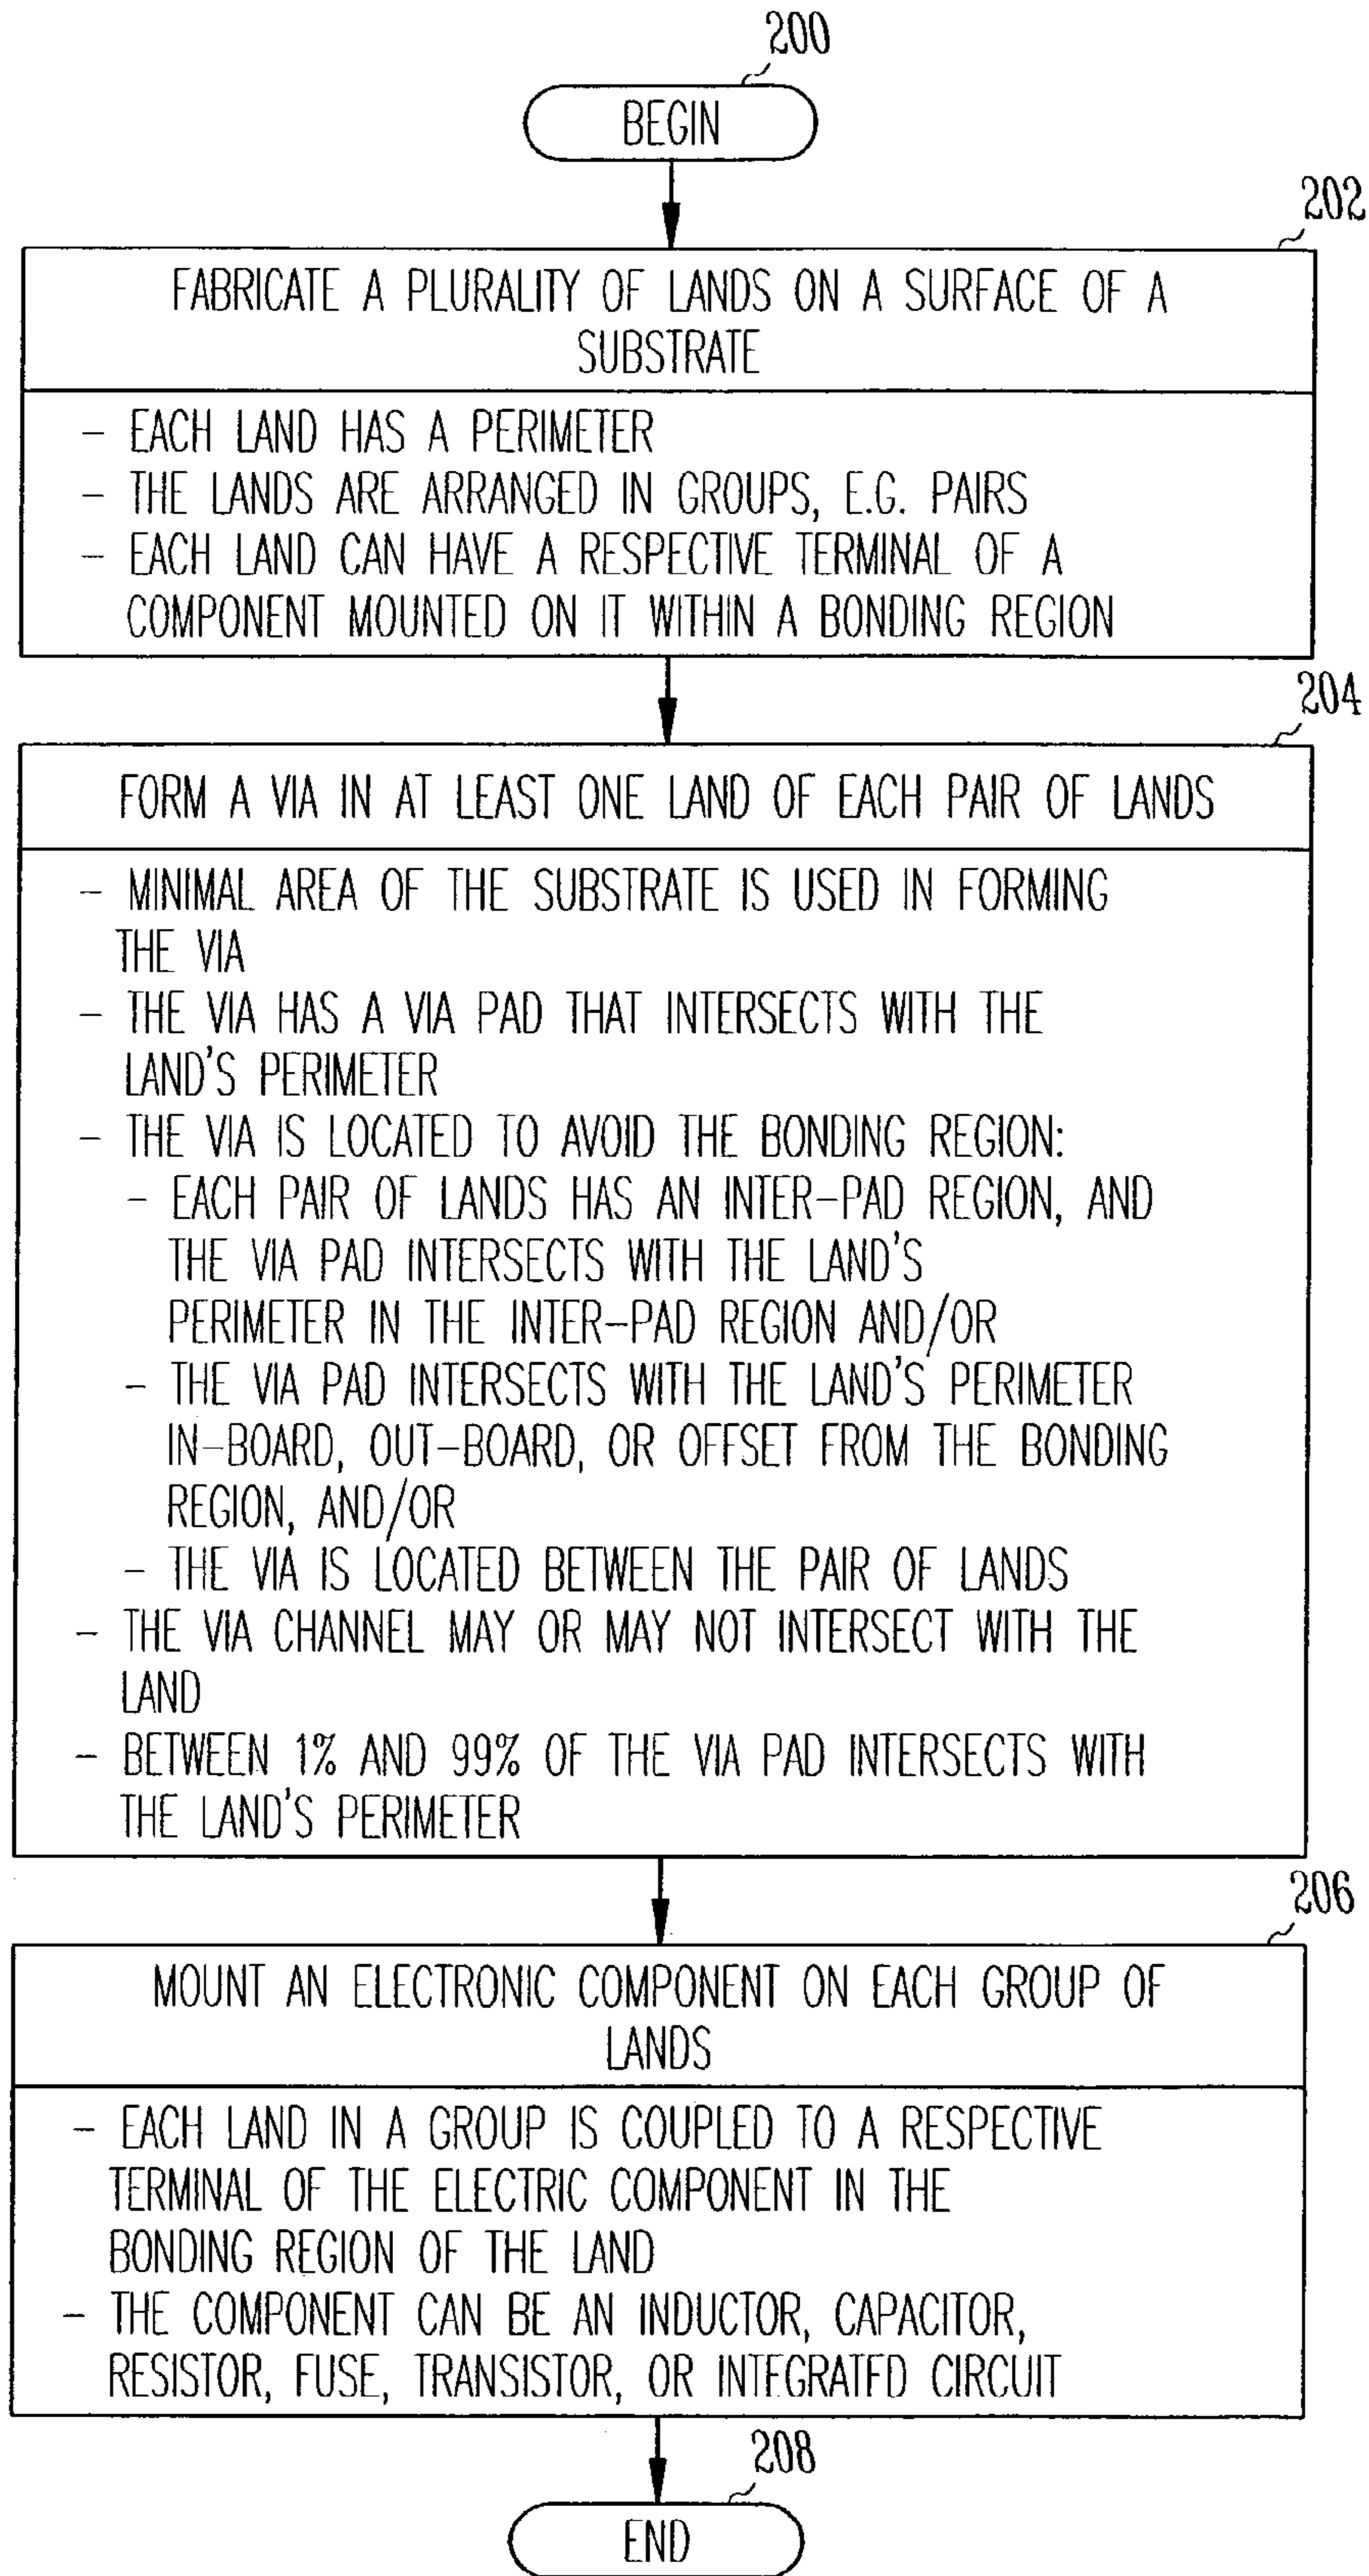 200
BEGIN
202
FABRICATE A PLURALITY OF LANDS ON A SURFACE OF A
SUBSTRATE
- EACH LAND HAS A PERIMETER
- THE LANDS ARE ARRANGED IN GROUPS, E.G. PAIRS
- EACH LAND CAN HAVE A RESPECTIVE TERMINAL OF A
COMPONENT MOUNTED ON IT WITHIN A BONDING REGION
204
FORM A VIA IN AT LEAST ONE LAND OF EACH PAIR OF LANDS
- MINIMAL AREA OF THE SUBSTRATE IS USED IN FORMING
THE VIA
- THE VIA HAS A VIA PAD THAT INTERSECTS WITH THE
LAND'S PERIMETER
- THE VIA IS LOCATED TO AVOID THE BONDING REGION:
- EACH PAIR OF LANDS HAS AN INTER-PAD REGION, AND
THE VIA PAD INTERSECTS WITH THE LAND'S
PERIMETER IN THE INTER-PAD REGION AND/OR
- THE VIA PAD INTERSECTS WITH THE LAND'S PERIMETER
IN-BOARD, OUT-BOARD, OR OFFSET FROM THE BONDING
REGION, AND/OR
- THE VIA IS LOCATED BETWEEN THE PAIR OF LANDS
- THE VIA CHANNEL MAY OR MAY NOT INTERSECT WITH THE
LAND
- BETWEEN 1% AND 99% OF THE VIA PAD INTERSECTS WITH
THE LAND'S PERIMETER
206
MOUNT AN ELECTRONIC COMPONENT ON EACH GROUP OF
LANDS
- EACH LAND IN A GROUP IS COUPLED TO A RESPECTIVE
TERMINAL OF THE ELECTRIC COMPONENT IN THE
BONDING REGION OF THE LAND
- THE COMPONENT CAN BE AN INDUCTOR, CAPACITOR,
RESISTOR, FUSE, TRANSISTOR, OR INTEGRATED CIRCUIT
208
END